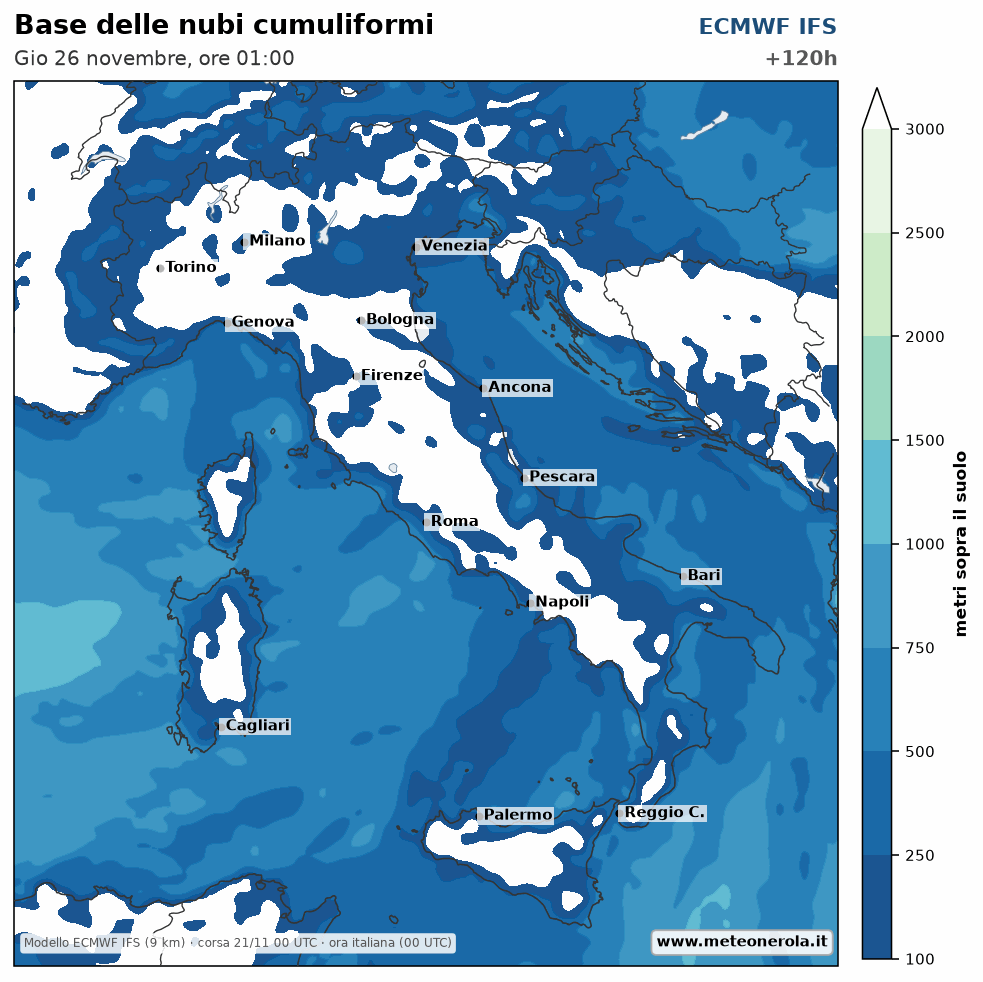 Base delle nubi cumuliformi
ECMWF IFS
Gio 26 novembre, ore 01:00
+120h
Milano
Venezia
Torino
Genova
Bologna
Firenze
Ancona
Pescara
Roma
Bari
Napoli
Cagliari
Palermo
Reggio C.
3000
2500
2000
1500
1000
750
500
250
100
metri sopra il suolo
Modello ECMWF IFS (9 km) · corsa 21/11 00 UTC · ora italiana (00 UTC)
www.meteonerola.it